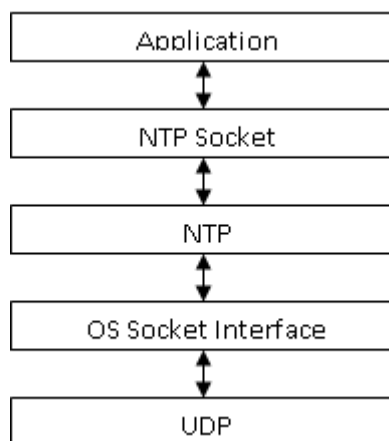 Application
NTP Socket
NTP
OS Socket Interface
UDP